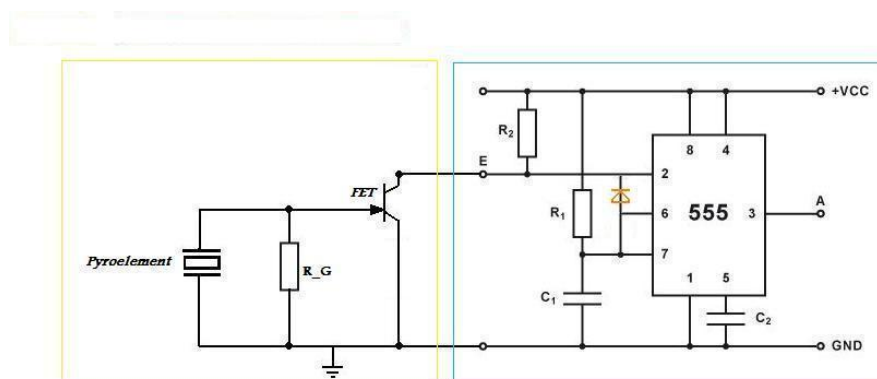 +VCC
R2
8 4
E
2
FET
A
R1
6 555 3
Pyroelement
R_G
7
C1
1 5
C2
GND